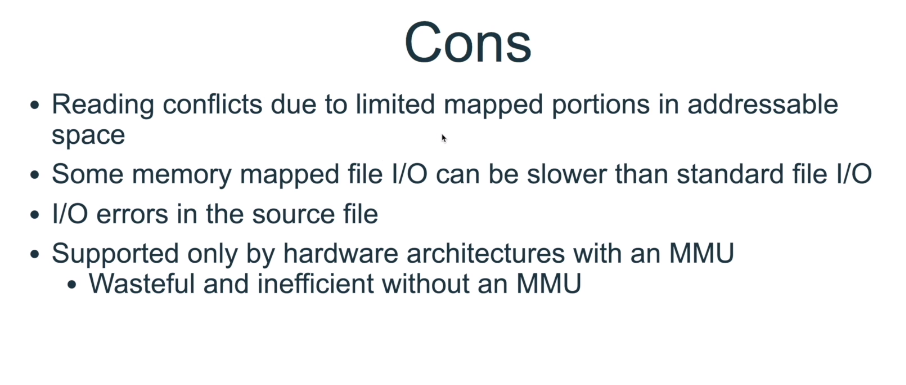 Cons
• Reading conflicts due to limited mapped portions in addressable
space
• Some memory mapped file I/O can be slower than standard file I/O
• I/O errors in the source file
• Supported only by hardware architectures with an MMU
• Wasteful and inefficient without an MMU